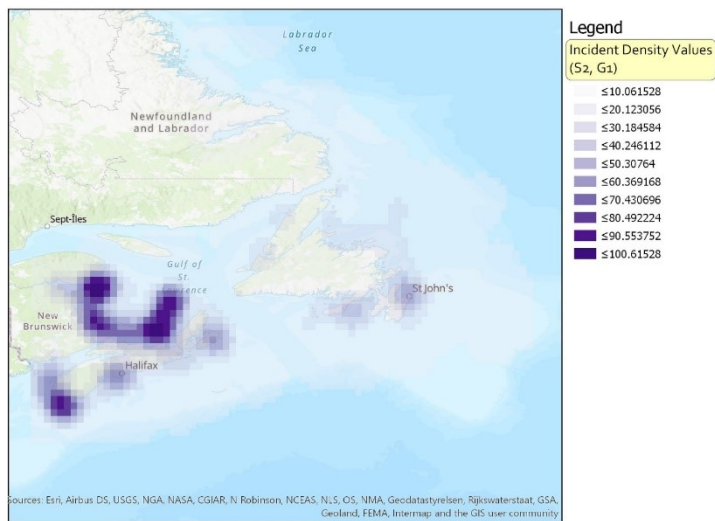 Labrador
Sea
Newfoundland
and Labrador
Sept-Îles
Gulf of
St.
St John's
New
Brunswick
Halifax
Sources: Esri, Airbus DS, USGS, NGA, NASA, CGIAR, N Robinson, NCEAS, NLS, OS, NMA, Geodatastyrelsen, Rijkswaterstaat, GSA,
Geoland, FEMA, Intermap and the GIS user community
Legend
Incident Density Values
(S2, G1)
≤10.061528
≤20.123056
≤30.184584
≤40.246112
≤50.30764
≤60.369168
≤70.430696
≤80.492224
≤90.553752
≤100.61528